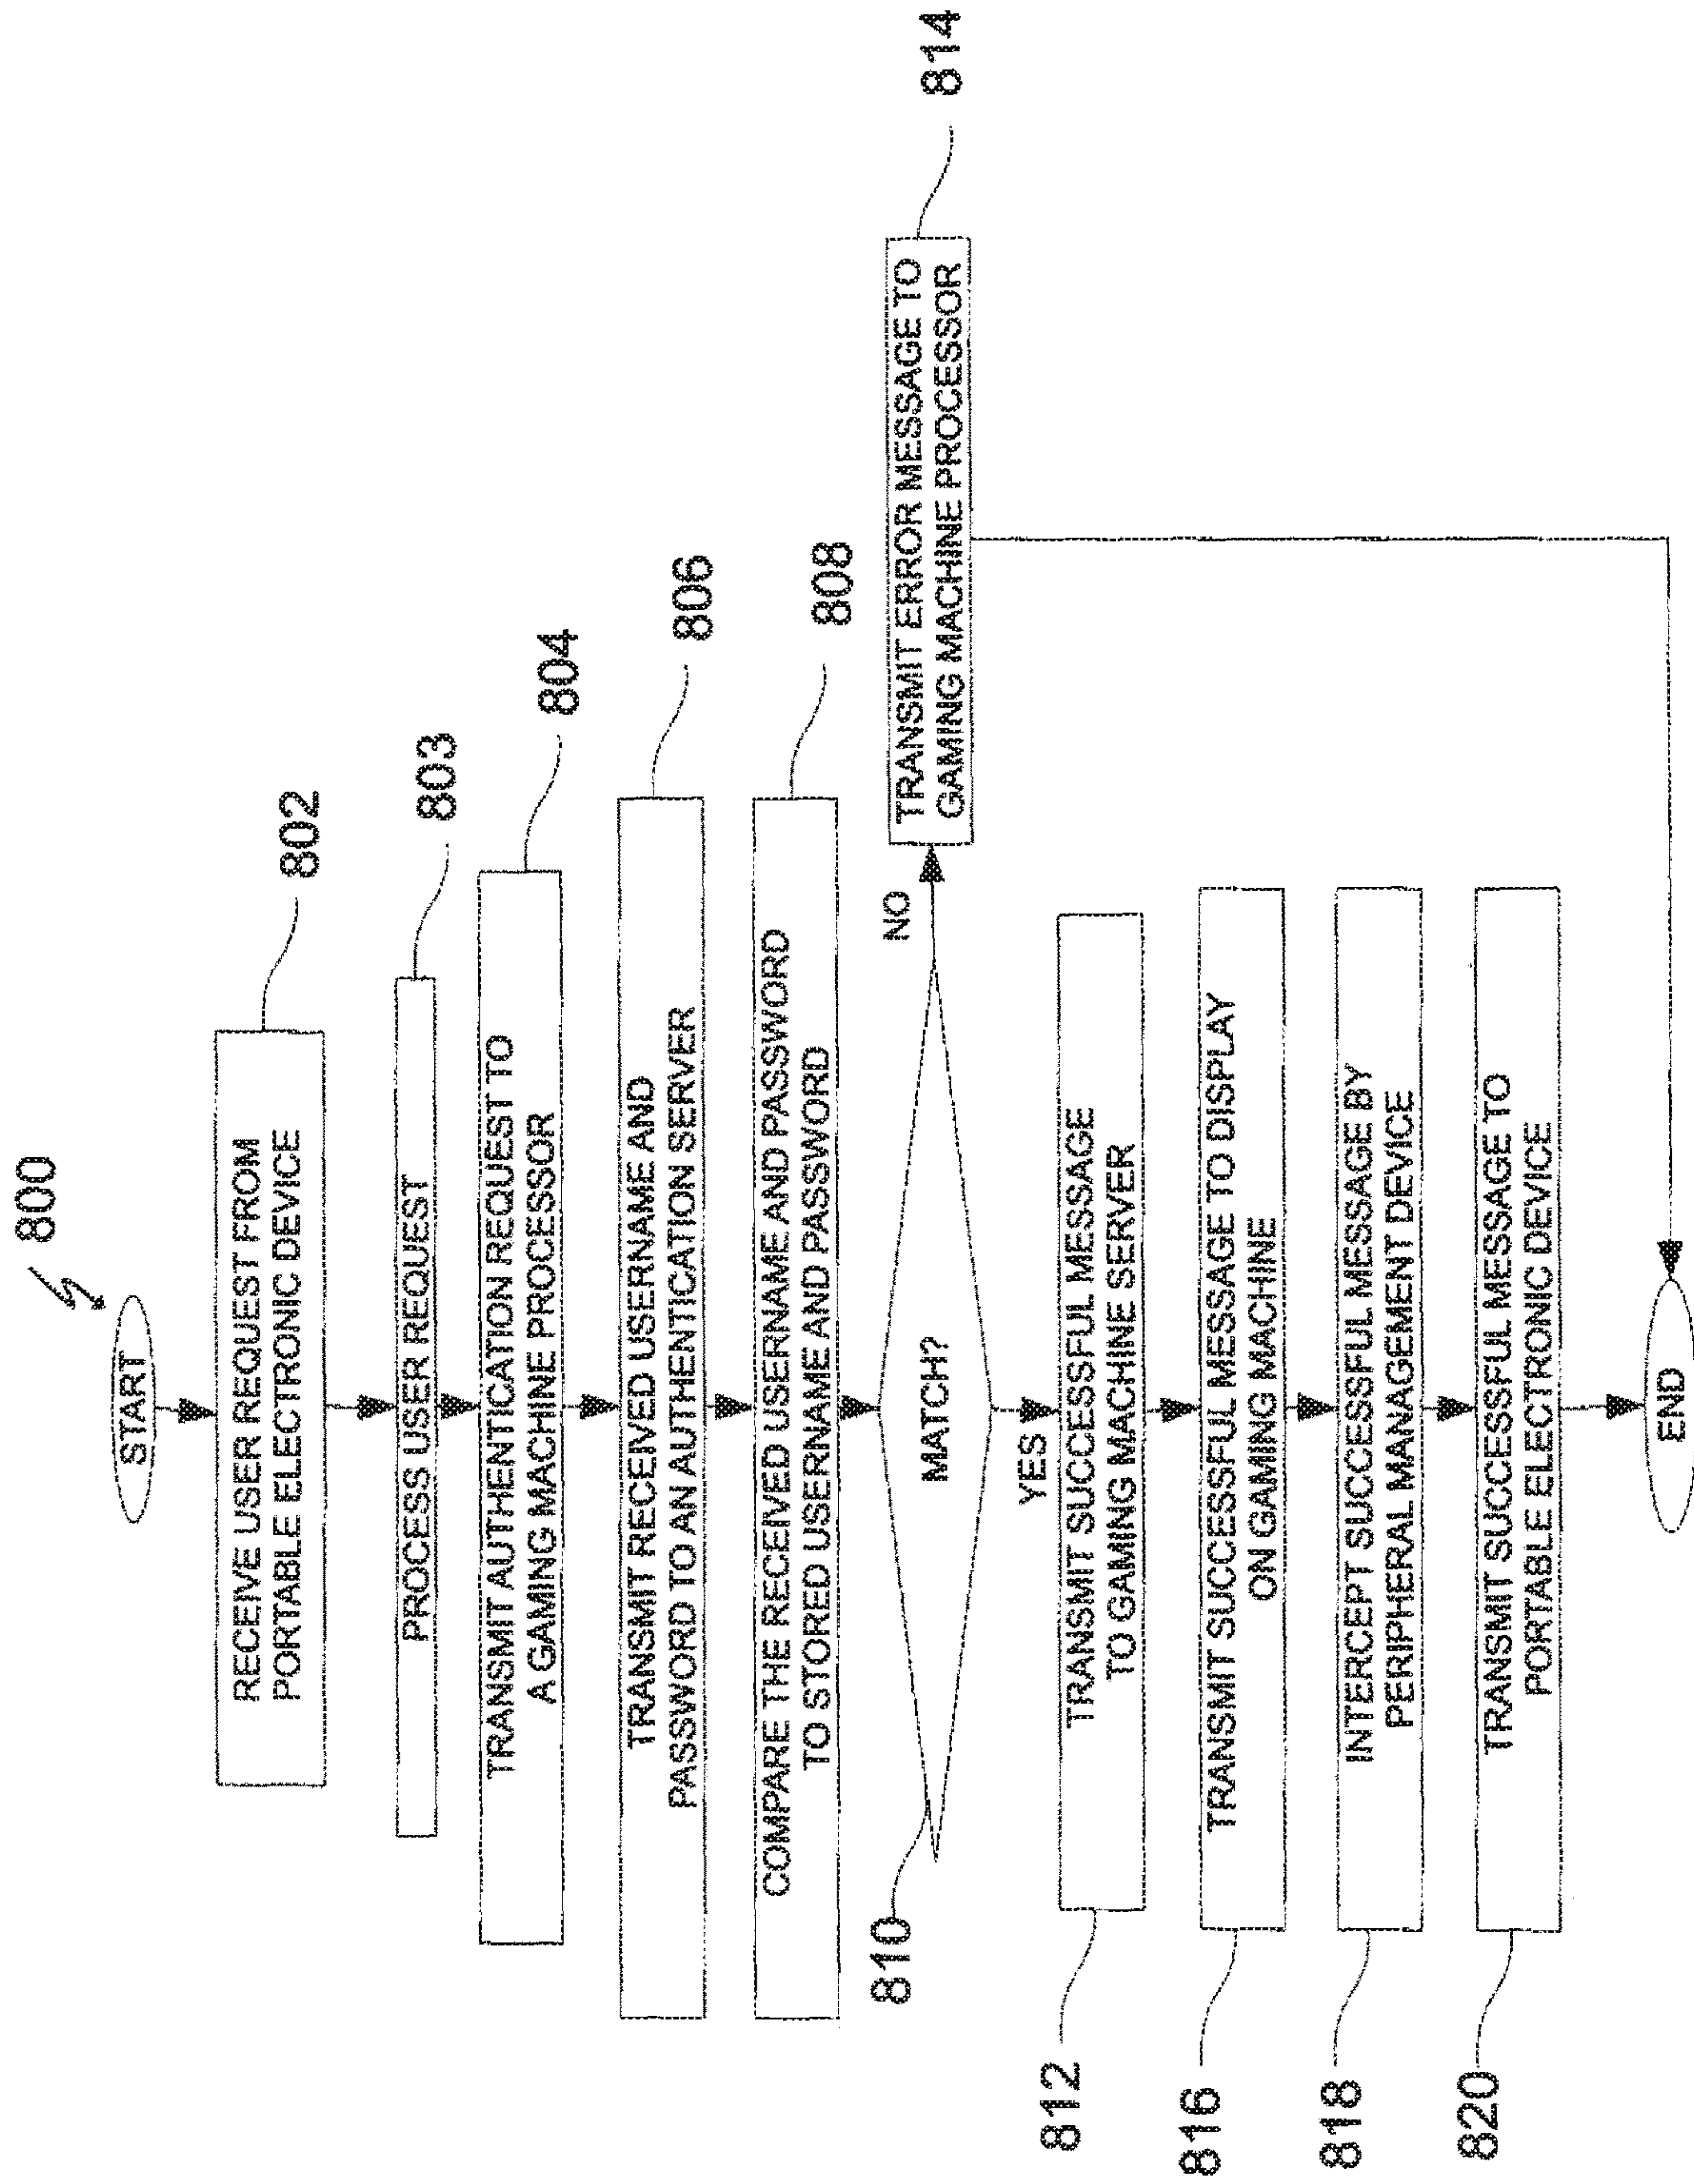 800
START
RECEIVE USER REQUEST FROM
PORTABLE ELECTRONIC DEVICE
802
PROCESS USER REQUEST
803
TRANSMIT AUTHENTICATION REQUEST TO
A GAMING MACHINE PROCESSOR
804
TRANSMIT RECEIVED USERNAME AND
PASSWORD TO AN AUTHENTICATION SERVER
806
COMPARE THE RECEIVED USERNAME AND PASSWORD
TO STORED USERNAME AND PASSWORD
808
810
MATCH?
NO
TRANSMIT ERROR MESSAGE TO
GAMING MACHINE PROCESSOR
814
YES
812
TRANSMIT SUCCESSFUL MESSAGE
TO GAMING MACHINE SERVER
816
TRANSMIT SUCCESSFUL MESSAGE TO DISPLAY
ON GAMING MACHINE
818
INTERCEPT SUCCESSFUL MESSAGE BY
PERIPHERAL MANAGEMENT DEVICE
820
TRANSMIT SUCCESSFUL MESSAGE TO
PORTABLE ELECTRONIC DEVICE
END